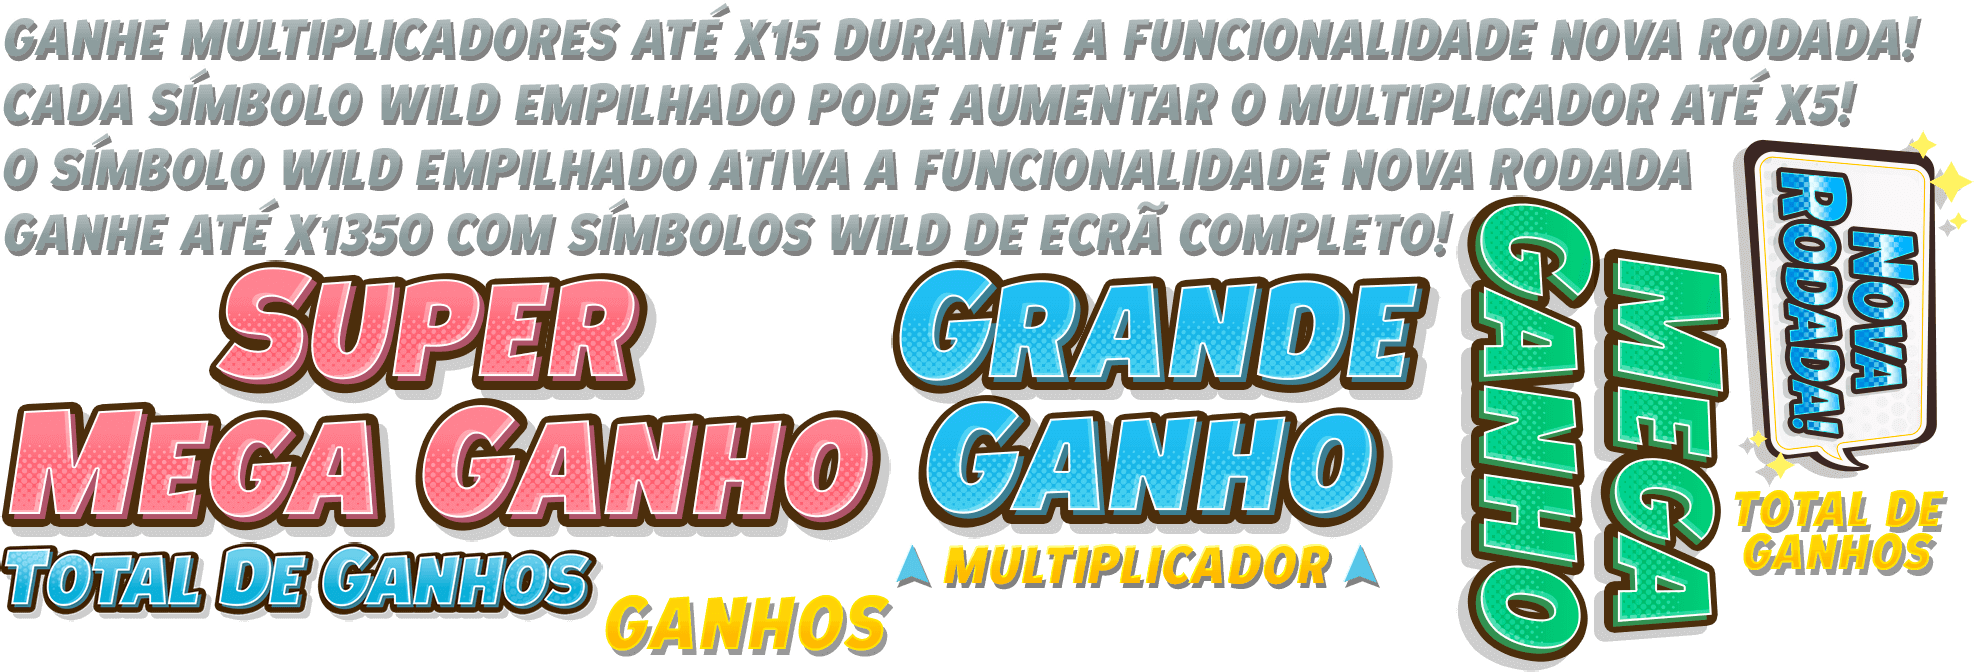 GANHE MULTIPLICADORES ATÉ X15 DURANTE A FUNCIONALIDADE NOVA RODADA!
CADA SÍMBOLO WILD EMPILHADO PODE AUMENTAR O MULTIPLICADOR ATÉ X5!
O SÍMBOLO WILD EMPILHADO ATIVA A FUNCIONALIDADE NOVA RODADA
GANHE ATÉ X1350 COM SÍMBOLOS WILD DE ECRÃ COMPLETO!
SUPER
MEGA GANHO
GRANDE
GANHO
MEGA
GANHO
NOVA
RODADA!
TOTAL DE GANHOS
GANHOS
MULTIPLICADOR
TOTAL DE
GANHOS